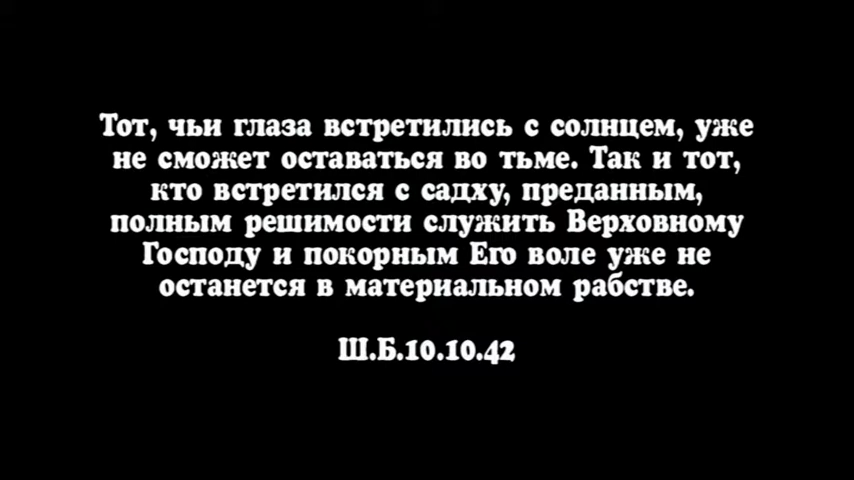 Тот, чьи глаза встретились с солнцем, уже
не сможет оставаться во тьме. Так и тот,
кто встретился с садху, преданным,
полным решимости служить Верховному
Господу и покорным Его воле уже не
останется в материальном рабстве.
Ш.Б.10.10.42